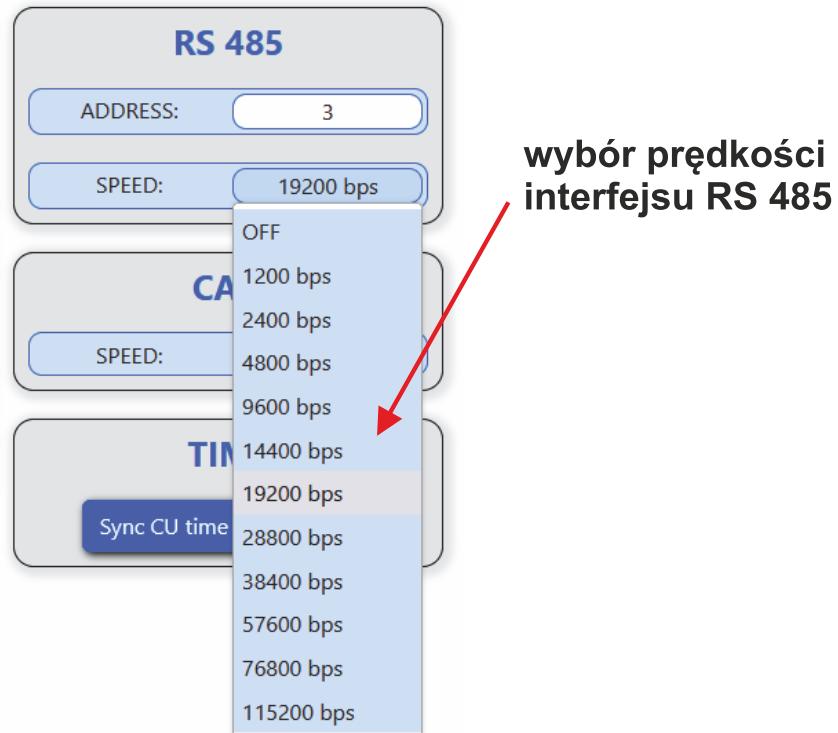 RS 485
ADDRESS:
3
SPEED:
19200 bps
wybór prędkości
interfejsu RS 485
OFF
1200 bps
2400 bps
4800 bps
9600 bps
14400 bps
19200 bps
28800 bps
38400 bps
57600 bps
76800 bps
115200 bps
CA
SPEED:
TIM
Sync CU time